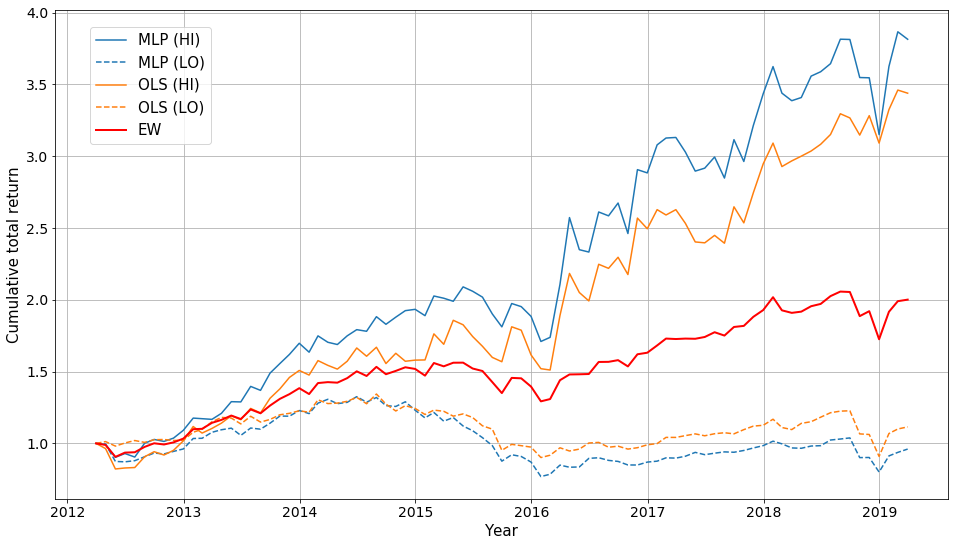 4.0
3.5
3.0
2.5
2.0
1.5
1.0
Cumulative total return
MLP (HI)
MLP (LO)
OLS (HI)
OLS (LO)
EW
2012 2013 2014 2015 2016 2017 2018 2019
Year